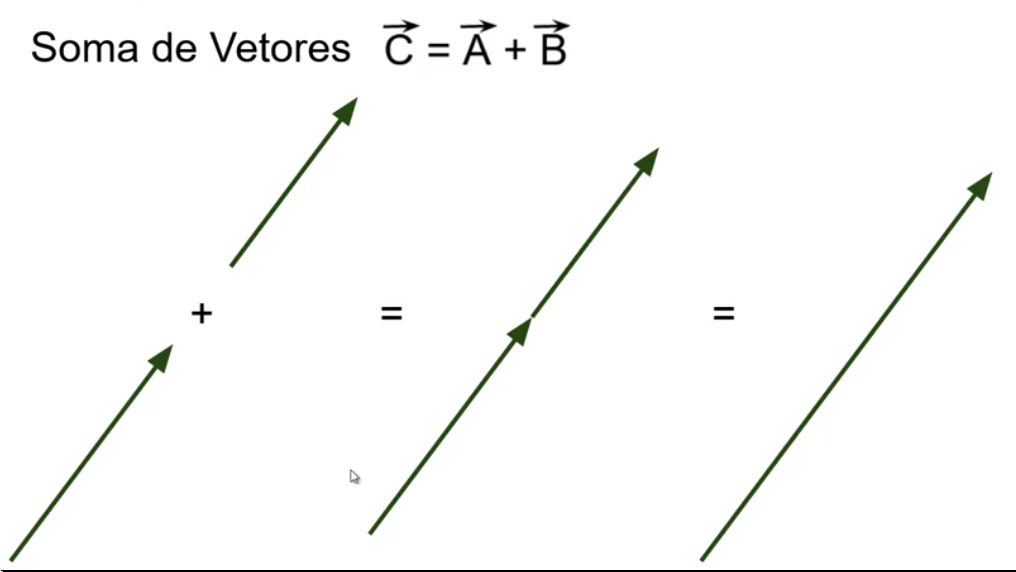 Soma de Vetores C⃗ = A⃗ + B⃗
+ = =